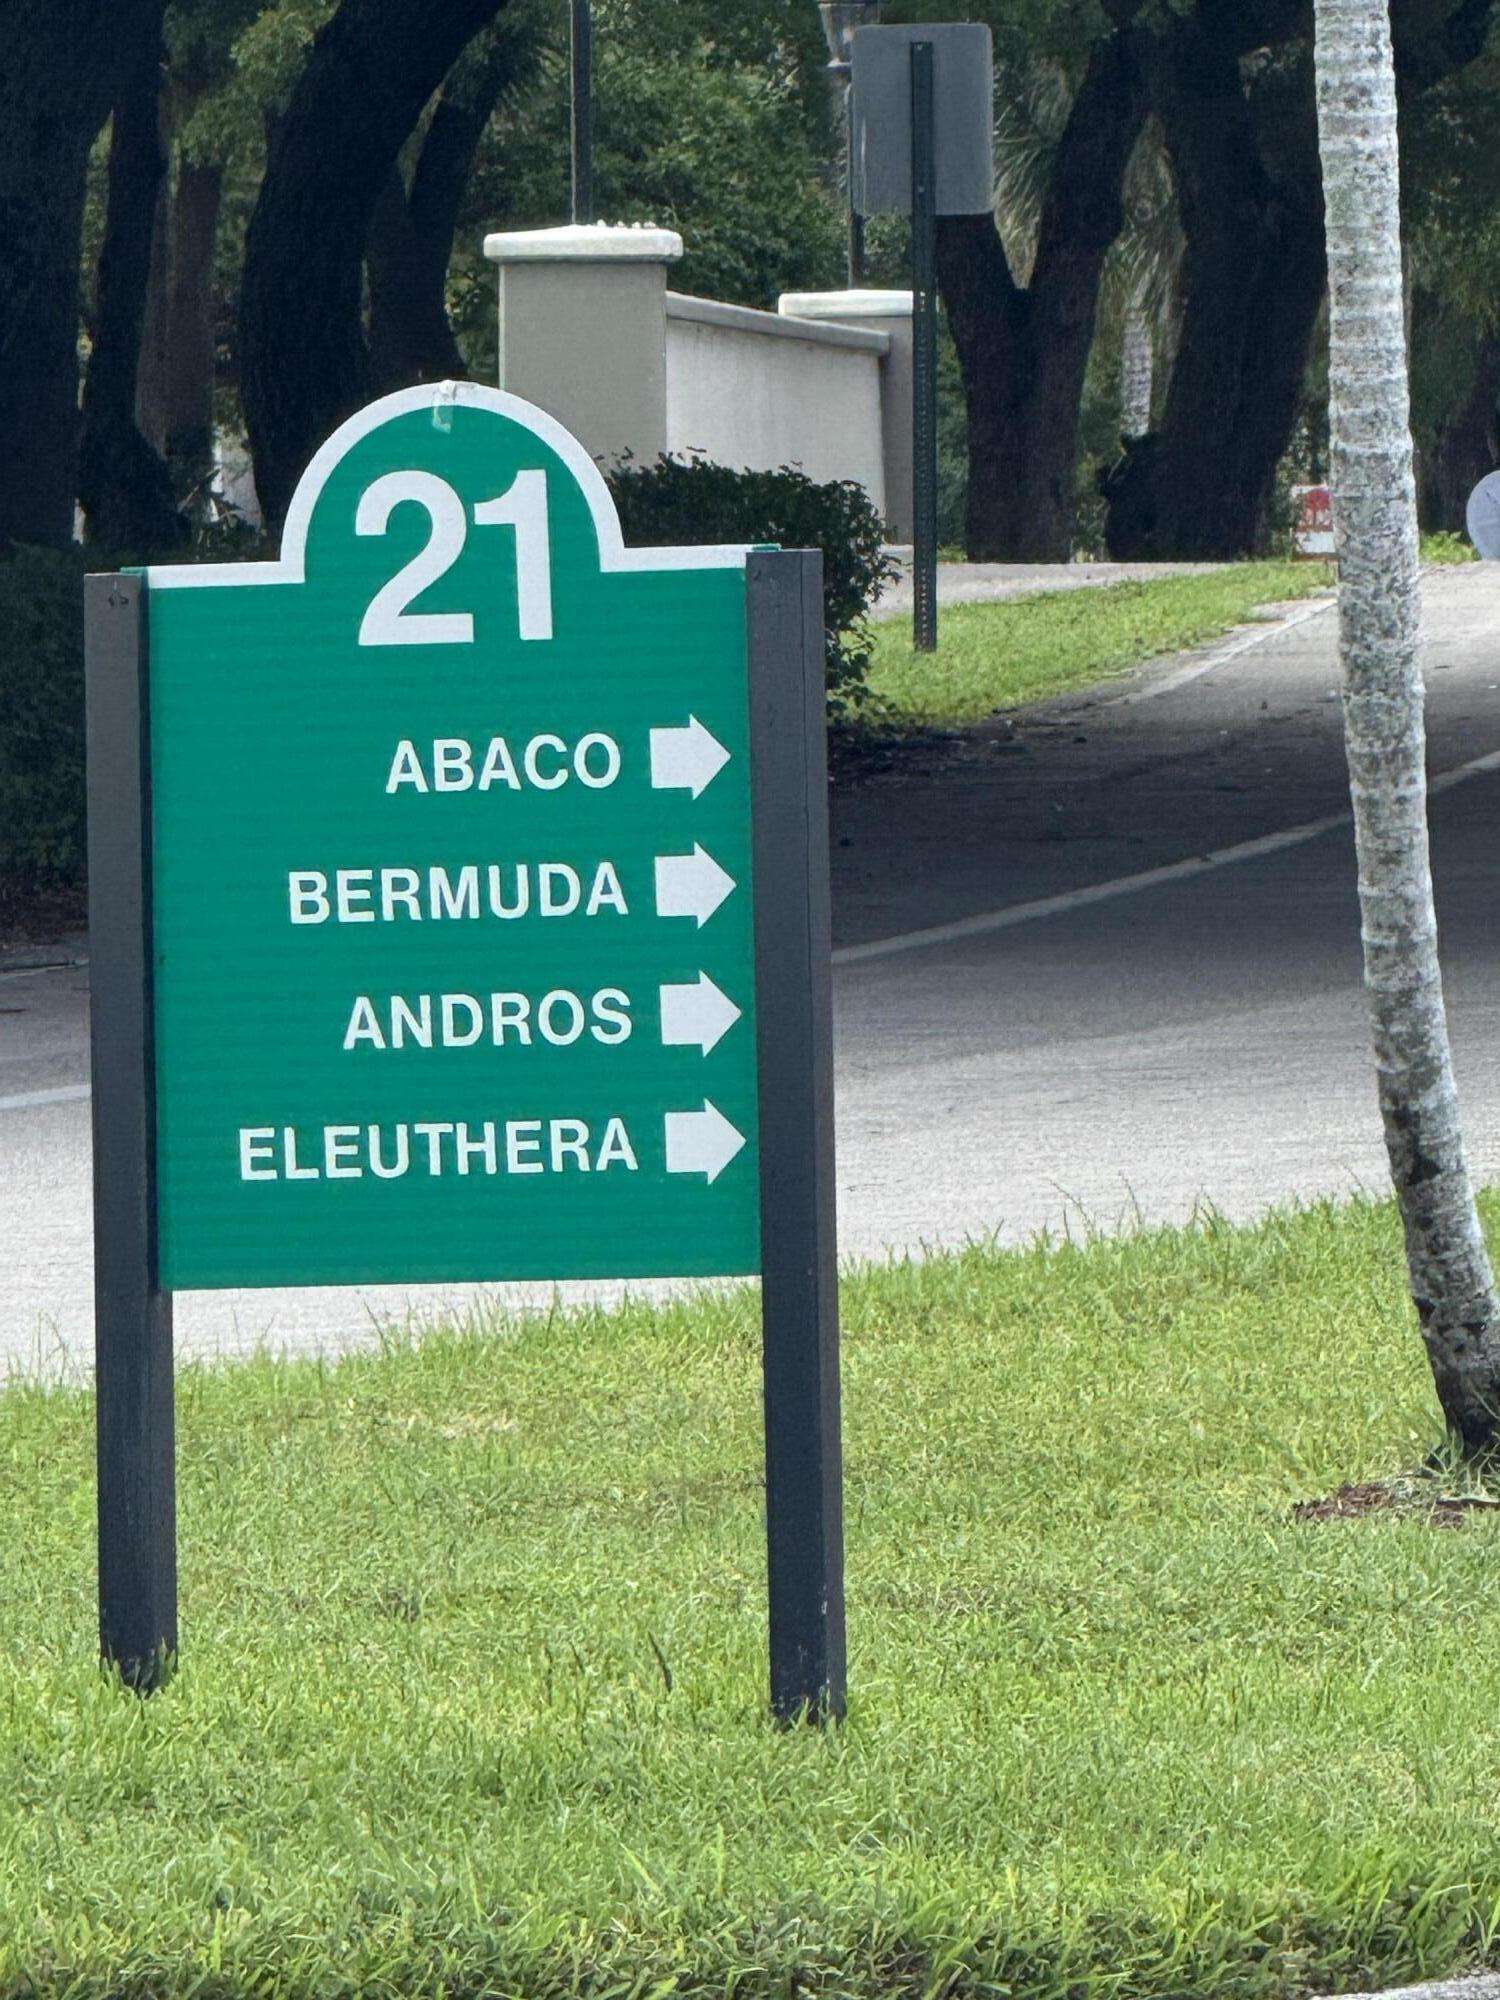 21
ABACO
BERMUDA
ANDROS
ELEUTHERA